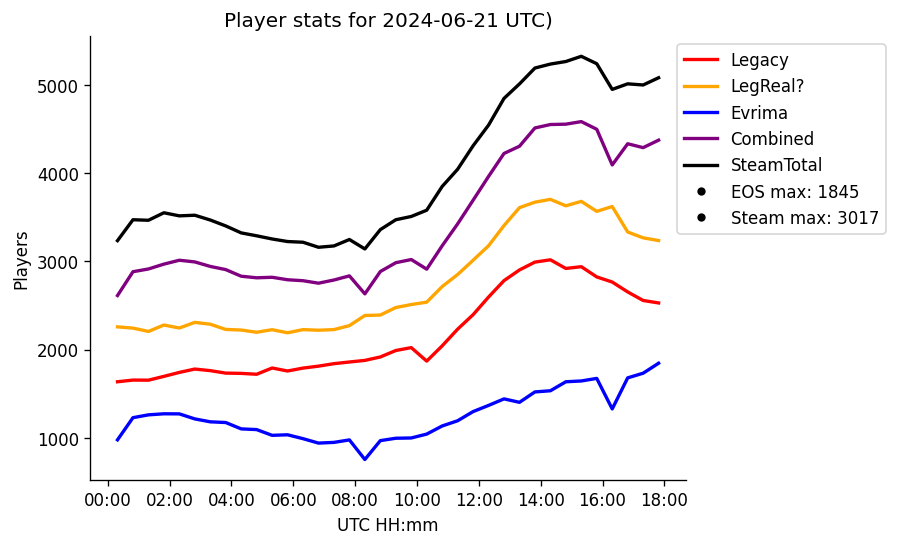 Player stats for 2024-06-21 UTC)
Legacy
LegReal?
Evrima
Combined
SteamTotal
EOS max: 1845
Steam max: 3017
Players
5000
4000
3000
2000
1000
00:00 02:00 04:00 06:00 08:00 10:00 12:00 14:00 16:00 18:00
UTC HH:mm